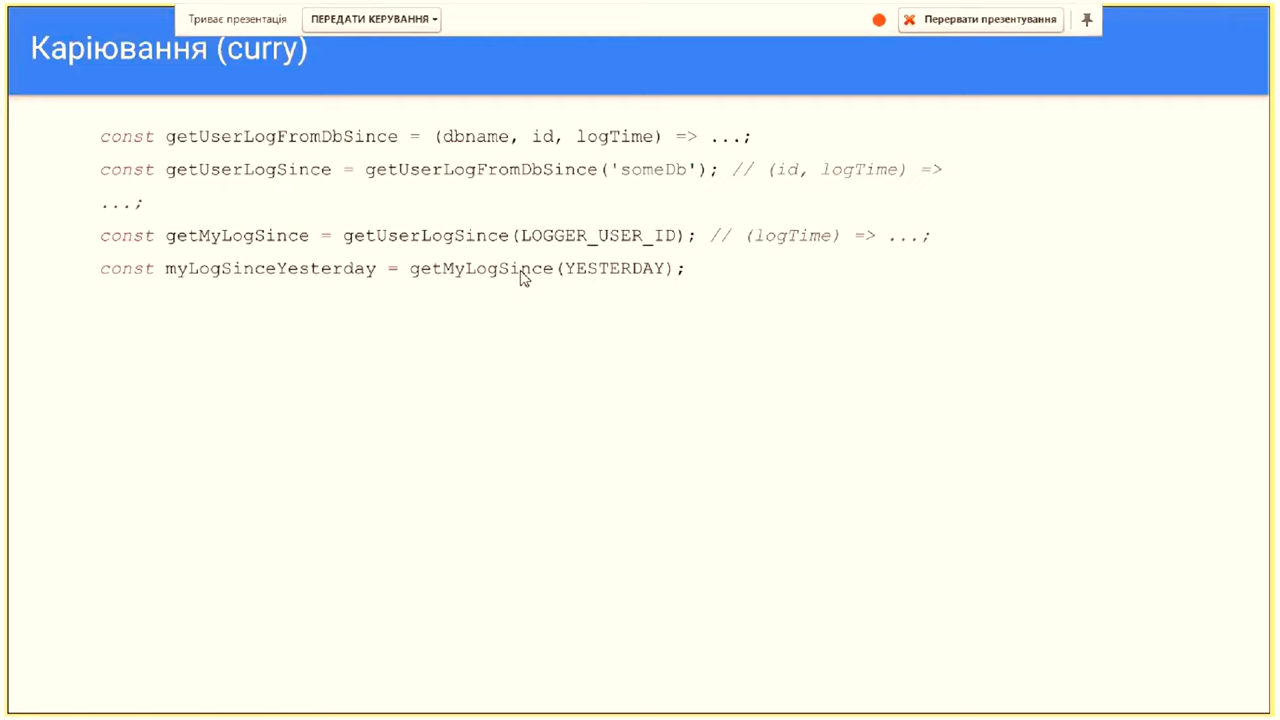 Триває презентація
ПЕРЕДАТИ КЕРУВАННЯ
Перервати презентування
Каріювання (curry)
const getUserLogFromDbSince = (dbname, id, logTime) => ...;
const getUserLogSince = getUserLogFromDbSince('someDb'); // (id, logTime) =>
...;
const getMyLogSince = getUserLogSince(LOGGER_USER_ID); // (logTime) => ...;
const myLogSinceYesterday = getMyLogSince(YESTERDAY);